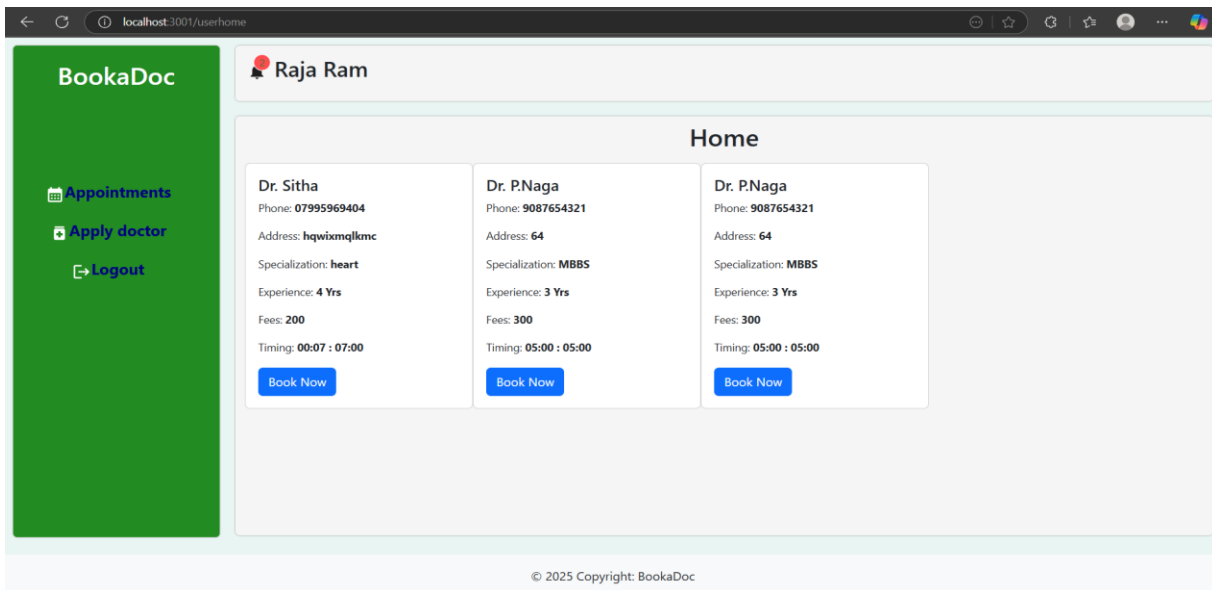 localhost:3001/userhome
BookaDoc
Appointments
Apply doctor
Logout
2
Raja Ram
Home
Dr. Sitha
Phone: 07995969404
Address: hqwixmqlkmc
Specialization: heart
Experience: 4 Yrs
Fees: 200
Timing: 00:07 : 07:00
Book Now
Dr. P.Naga
Phone: 9087654321
Address: 64
Specialization: MBBS
Experience: 3 Yrs
Fees: 300
Timing: 05:00 : 05:00
Book Now
Dr. P.Naga
Phone: 9087654321
Address: 64
Specialization: MBBS
Experience: 3 Yrs
Fees: 300
Timing: 05:00 : 05:00
Book Now
© 2025 Copyright: BookaDoc